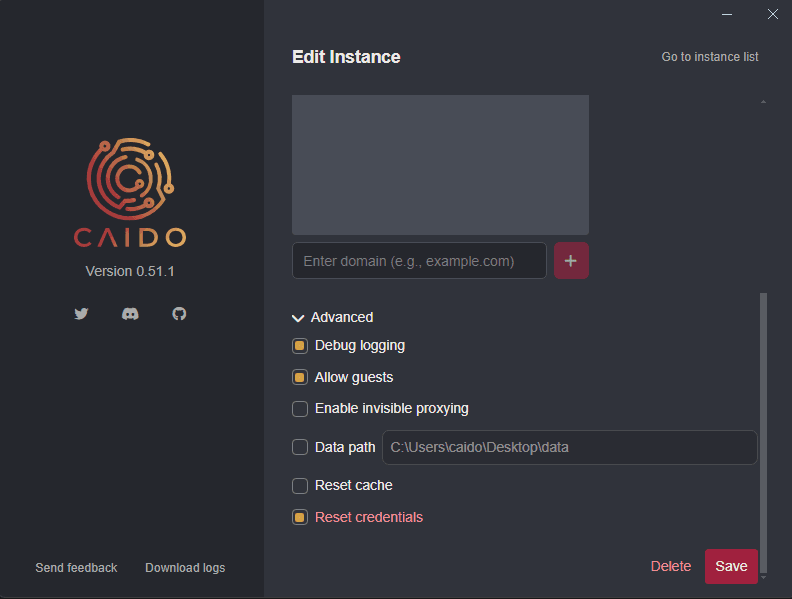 Edit Instance
Go to instance list
CAIDO
Version 0.51.1
Enter domain (e.g., example.com)
+
Advanced
Debug logging
Allow guests
Enable invisible proxying
Data path
C:\Users\caido\Desktop\data
Reset cache
Reset credentials
Send feedback
Download logs
Delete
Save